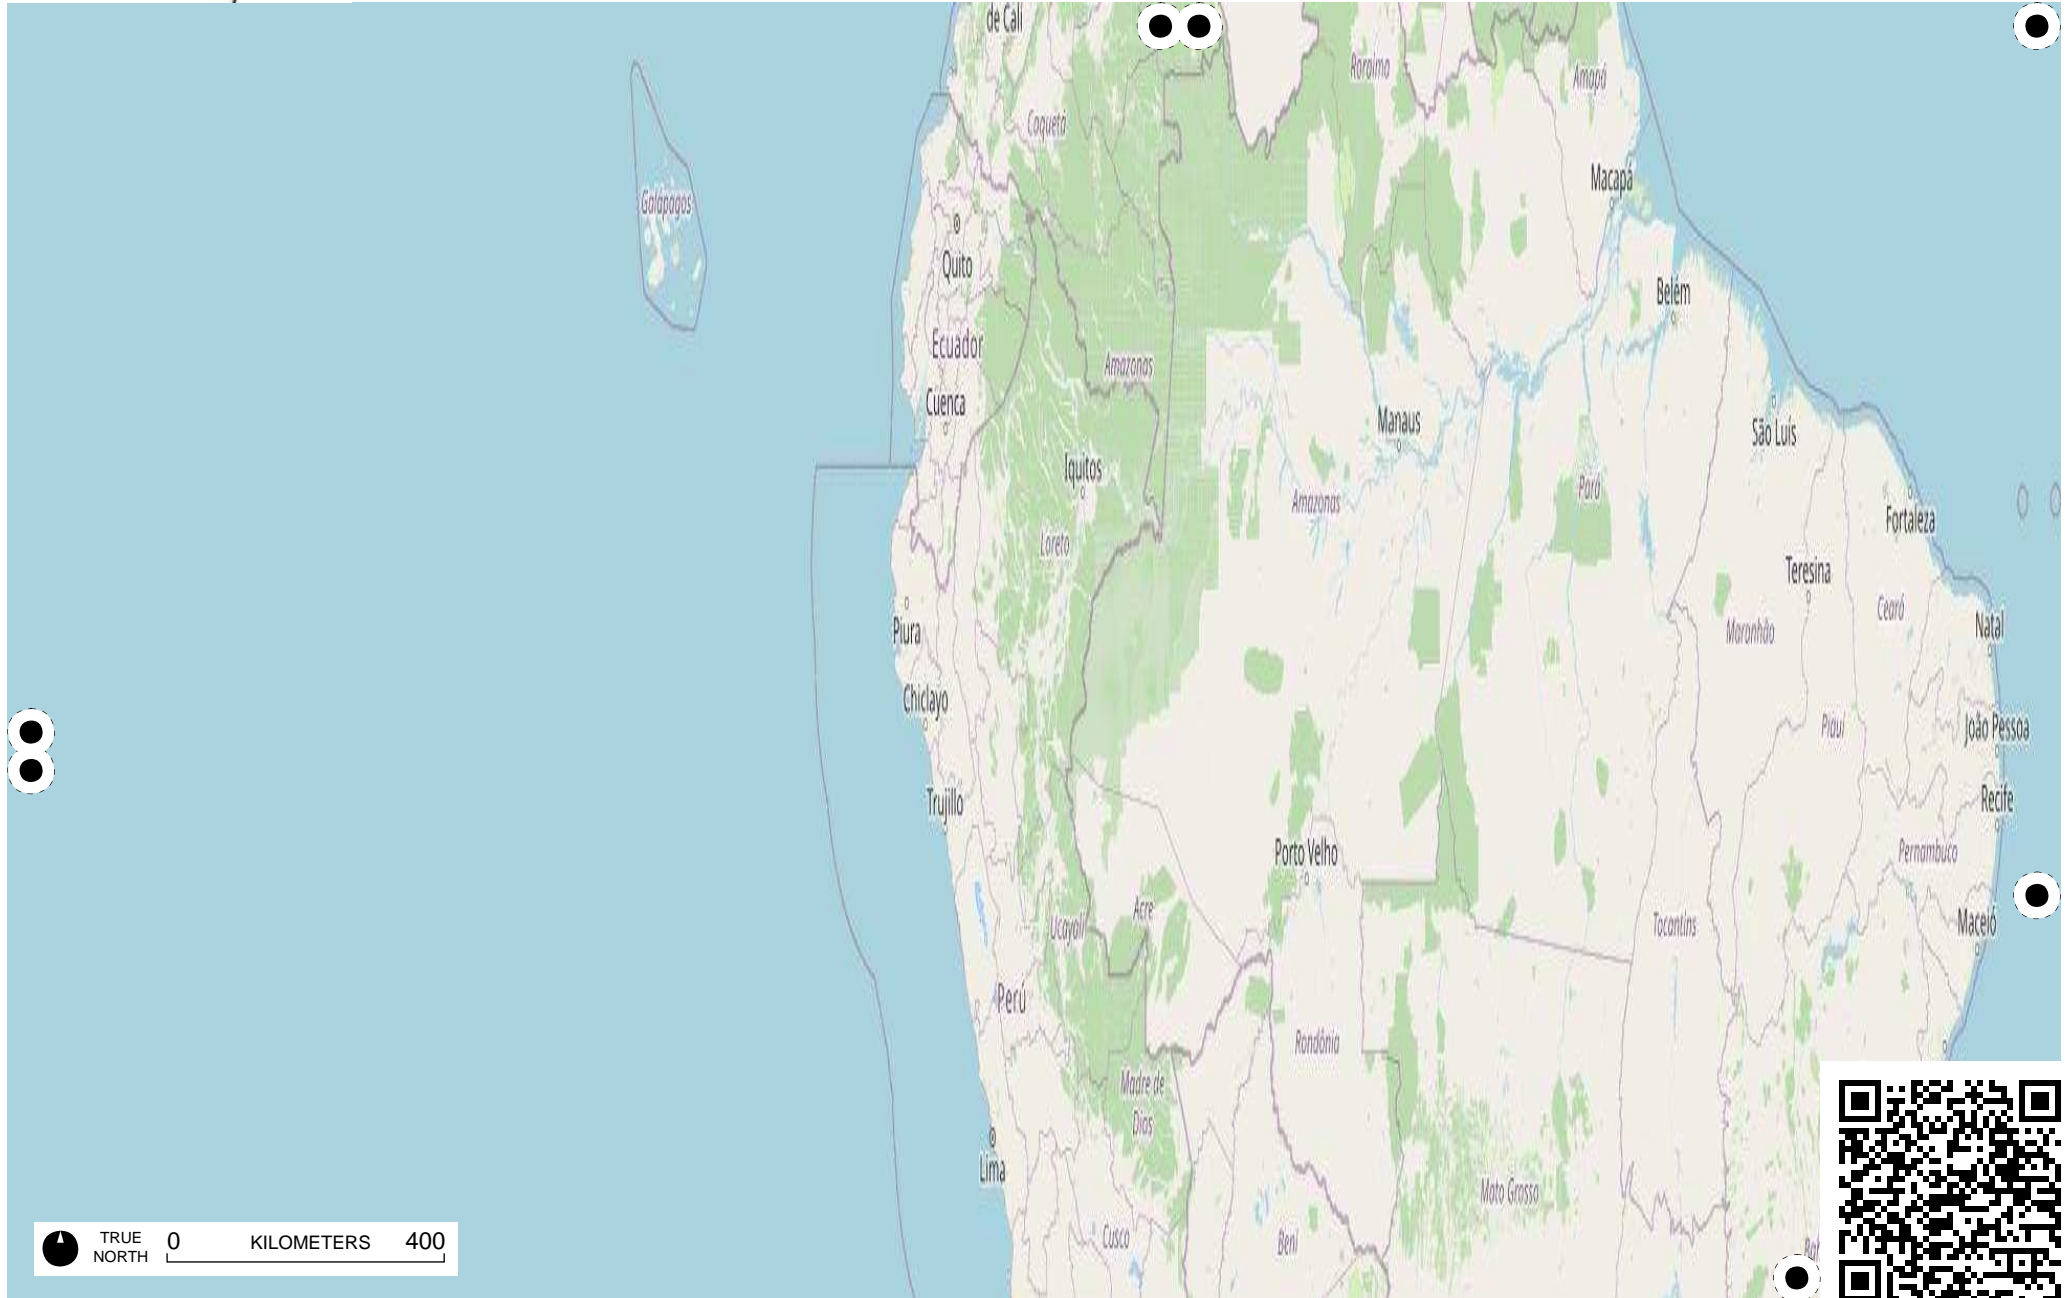 de Cali
Roraima
Amapá
Caquetá
Macapá
Galápagos
Quito
Belém
Ecuador
Amazonas
Cuenca
Manaus
São Luís
Iquitos
Amazonas
Pará
Fortaleza
Loreto
Teresina
Ceará
Piura
Maranhão
Natal
Chiclayo
Piauí
João Pessoa
Trujillo
Recife
Porto Velho
Pernambuco
Acre
Ucayali
Tocantins
Maceió
Perú
Rondônia
Madre de
Dios
Lima
Mato Grosso
Cusco
Beni
TRUE
NORTH
0 KILOMETERS 400